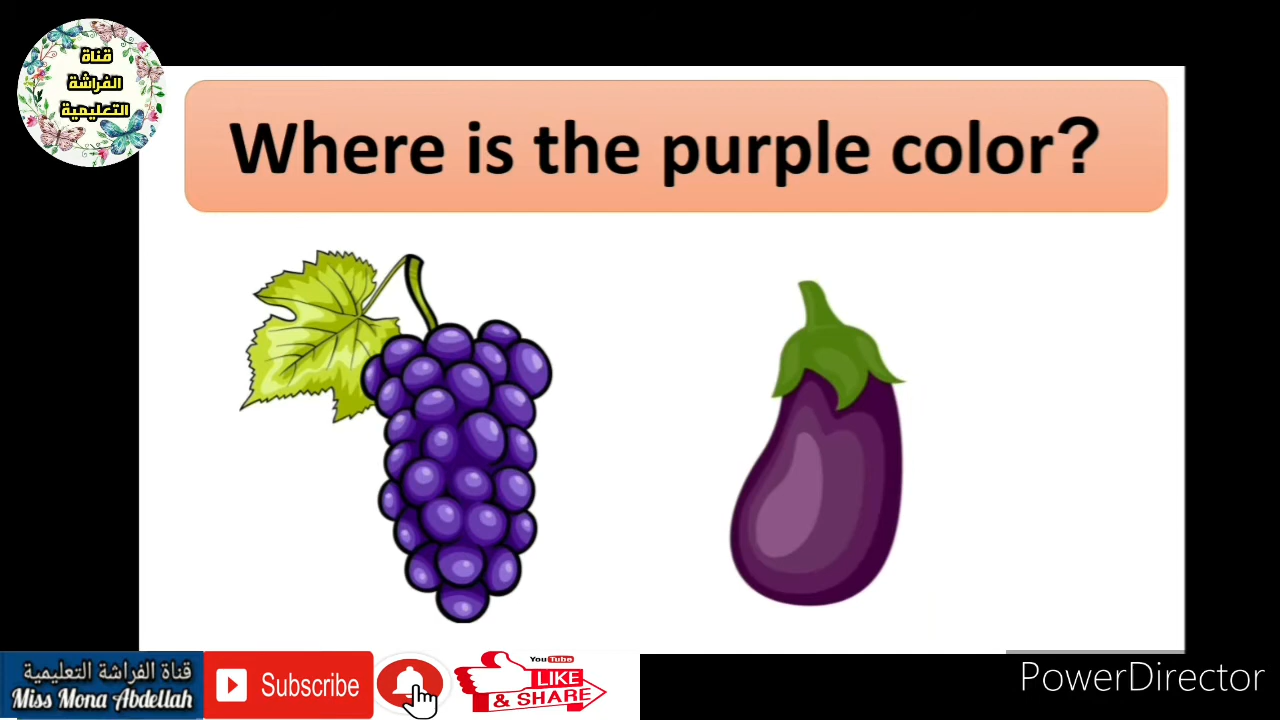 قناة
الفراشة
التعليمية
Where is the purple color?
قناة الفراشة التعليمية
Miss Mona Abdellah
Subscribe
YouTube
LIKE
& SHARE
PowerDirector